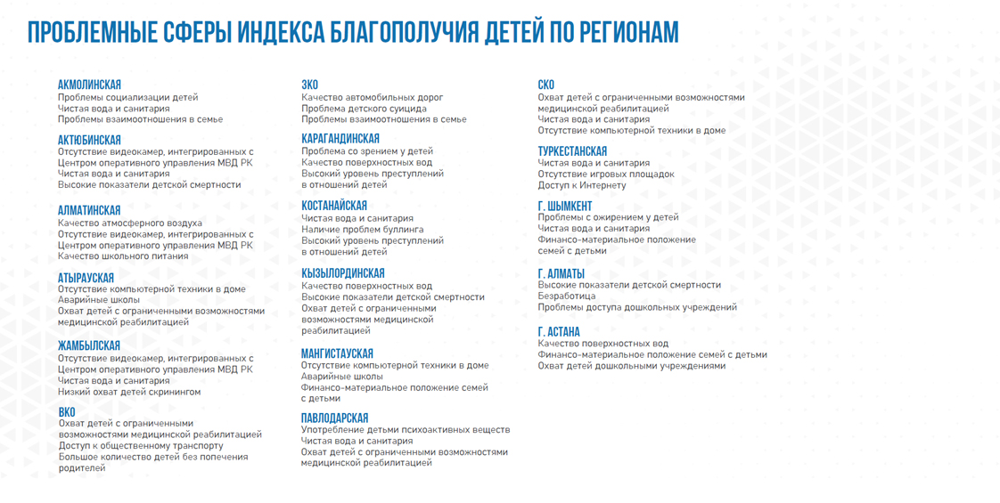 ПРОБЛЕМНЫЕ СФЕРЫ ИНДЕКСА БЛАГОПОЛУЧИЯ ДЕТЕЙ ПО РЕГИОНАМ
АКМОЛИНСКАЯ
Проблемы социализации детей
Чистая вода и санитария
Проблемы взаимоотношения в семье
АКТЮБИНСКАЯ
Отсутствие видеокамер, интегрированных с
Центром оперативного управления МВД РК
Чистая вода и санитария
Высокие показатели детской смертности
АЛМАТИНСКАЯ
Качество атмосферного воздуха
Отсутствие видеокамер, интегрированных с
Центром оперативного управления МВД РК
Качество школьного питания
АТЫРАУСКАЯ
Отсутствие компьютерной техники в доме
Аварийные школы
Охват детей с ограниченными возможностями
медицинской реабилитацией
ЖАМБЫЛСКАЯ
Отсутствие видеокамер, интегрированных с
Центром оперативного управления МВД РК
Чистая вода и санитария
Низкий охват детей скринингом
ВКО
Охват детей с ограниченными
возможностями медицинской реабилитацией
Доступ к общественному транспорту
Большое количество детей без попечения
родителей
ЗКО
Качество автомобильных дорог
Проблема детского суицида
Проблемы взаимоотношения в семье
КАРАГАНДИНСКАЯ
Проблема со зрением у детей
Качество поверхностных вод
Высокий уровень преступлений
в отношений детей
КОСТАНАЙСКАЯ
Чистая вода и санитария
Наличие проблем буллинга
Высокий уровень преступлений
в отношений детей
КЫЗЫЛОРДИНСКАЯ
Качество поверхностных вод
Высокие показатели детской смертности
Охват детей с ограниченными
возможностями медицинской
реабилитацией
МАНГИСТАУСКАЯ
Отсутствие компьютерной техники в доме
Аварийные школы
Финансо-материальное положение семей
с детьми
ПАВЛОДАРСКАЯ
Употребление детьми психоактивных веществ
Чистая вода и санитария
Охват детей с ограниченными возможностями
медицинской реабилитацией
СКО
Охват детей с ограниченными возможностями
медицинской реабилитацией
Чистая вода и санитария
Отсутствие компьютерной техники в доме
ТУРКЕСТАНСКАЯ
Чистая вода и санитария
Отсутствие игровых площадок
Доступ к Интернету
Г. ШЫМКЕНТ
Проблемы с ожирением у детей
Чистая вода и санитария
Финансо-материальное положение
семей с детьми
Г. АЛМАТЫ
Высокие показатели детской смертности
Безработица
Проблемы доступа дошкольных учреждений
Г. АСТАНА
Качество поверхностных вод
Финансо-материальное положение семей с детьми
Охват детей дошкольными учреждениями